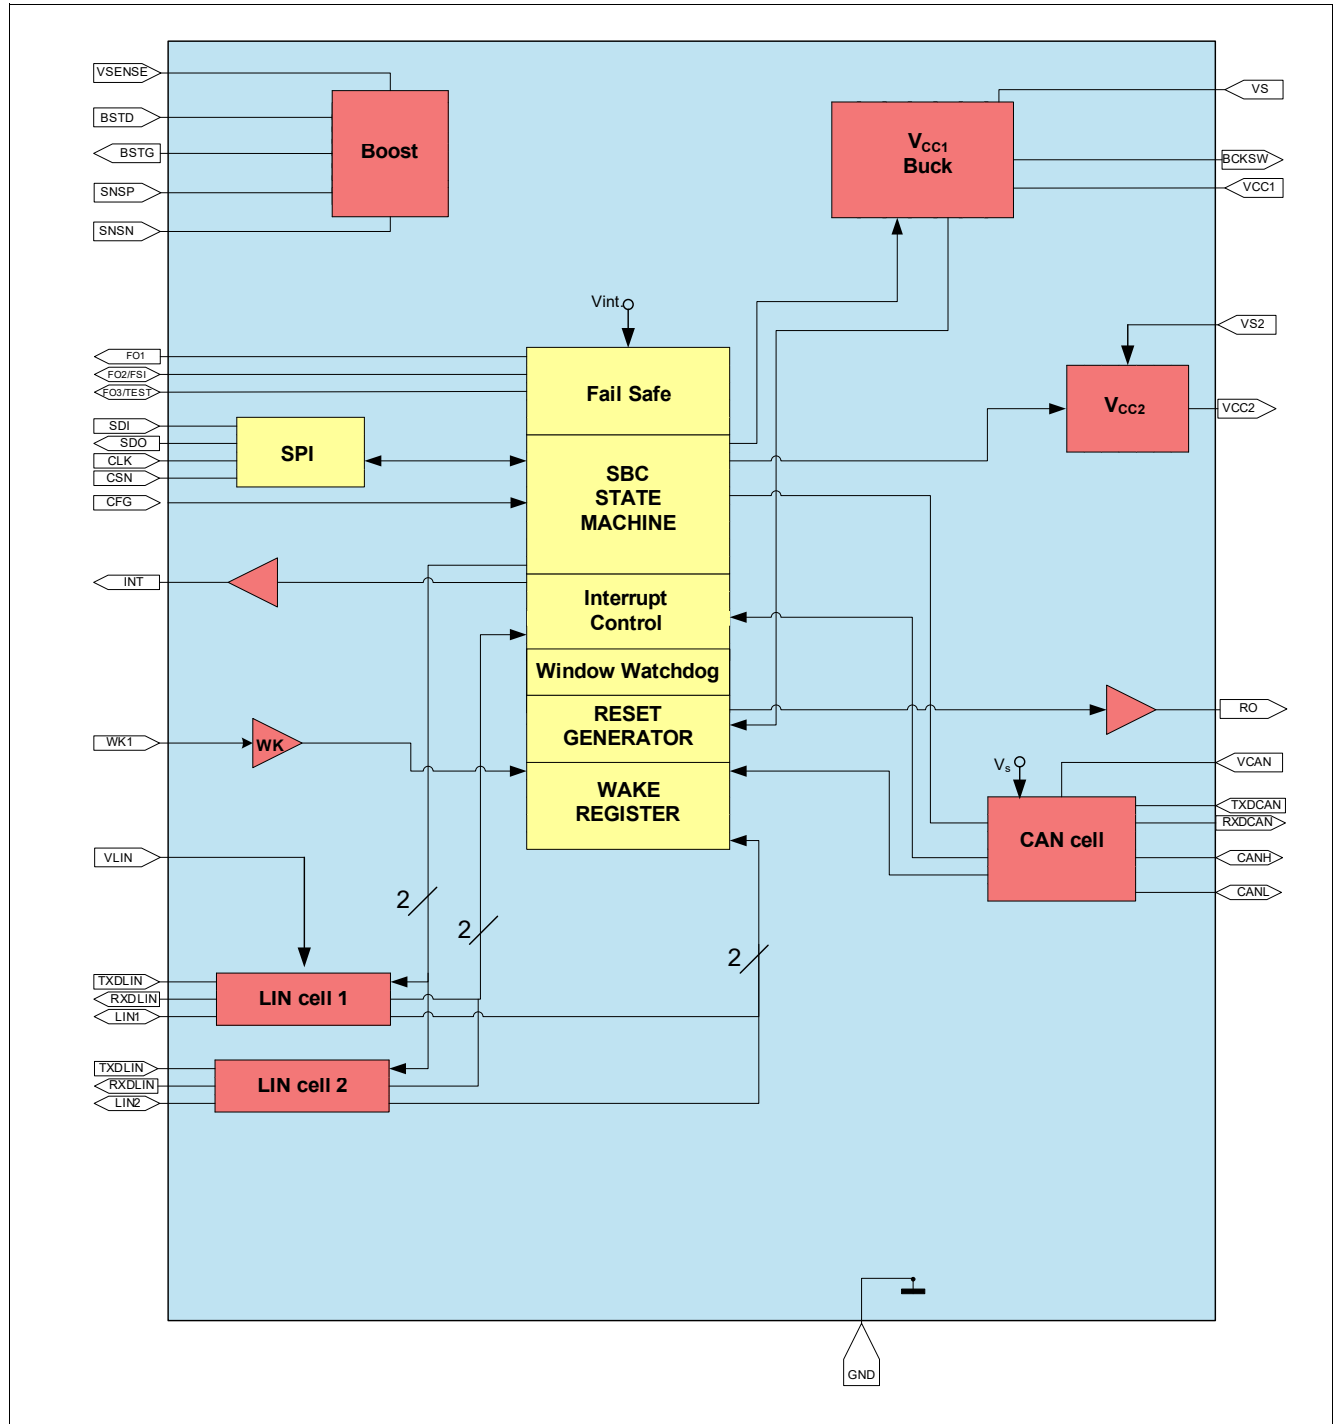 VSENSE
BSTD
BSTG
SNSP
SNSN
Boost
VCC1
Buck
VS
BCKSW
VCC1
Vint.
VS2
VCC2
VCC2
FO1
FO2/FSI
FO3/TEST
SDI
SDO
CLK
CSN
CFG
SPI
Fail Safe
SBC
STATE
MACHINE
INT
Interrupt
Control
Window Watchdog
RESET
GENERATOR
RO
WK1
WK
WAKE
REGISTER
Vs
VCAN
TXDCAN
RXDCAN
CANH
CANL
CAN cell
VLIN
2
2
2
TXDLIN
RXDLIN
LIN1
LIN cell 1
TXDLIN
RXDLIN
LIN2
LIN cell 2
GND